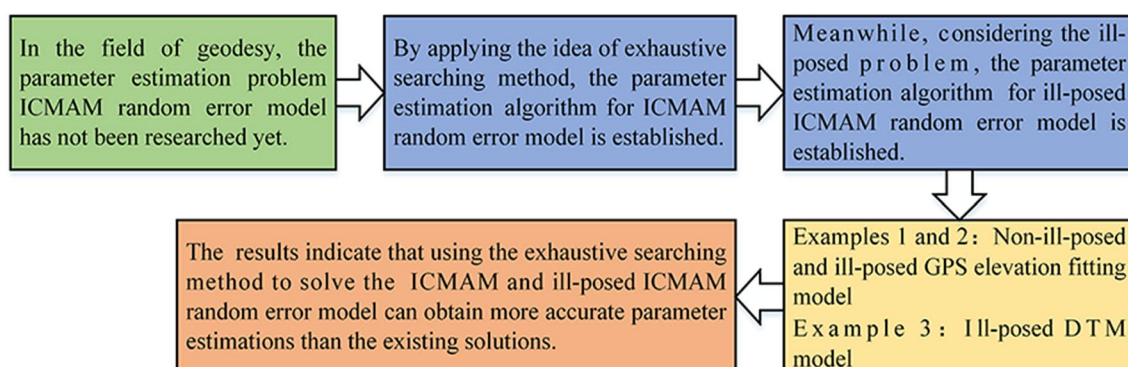 In the field of geodesy, the
parameter estimation problem
ICMAM random error model
has not been researched yet.
By applying the idea of exhaustive
searching method, the parameter
estimation algorithm for ICMAM
random error model is established.
Meanwhile, considering the ill-
posed problem, the parameter
estimation algorithm for ill-posed
ICMAM random error model is
established.
Examples 1 and 2: Non-ill-posed
and ill-posed GPS elevation fitting
model
Example 3: Ill-posed DTM
model
The results indicate that using the exhaustive searching
method to solve the ICMAM and ill-posed ICMAM
random error model can obtain more accurate parameter
estimations than the existing solutions.